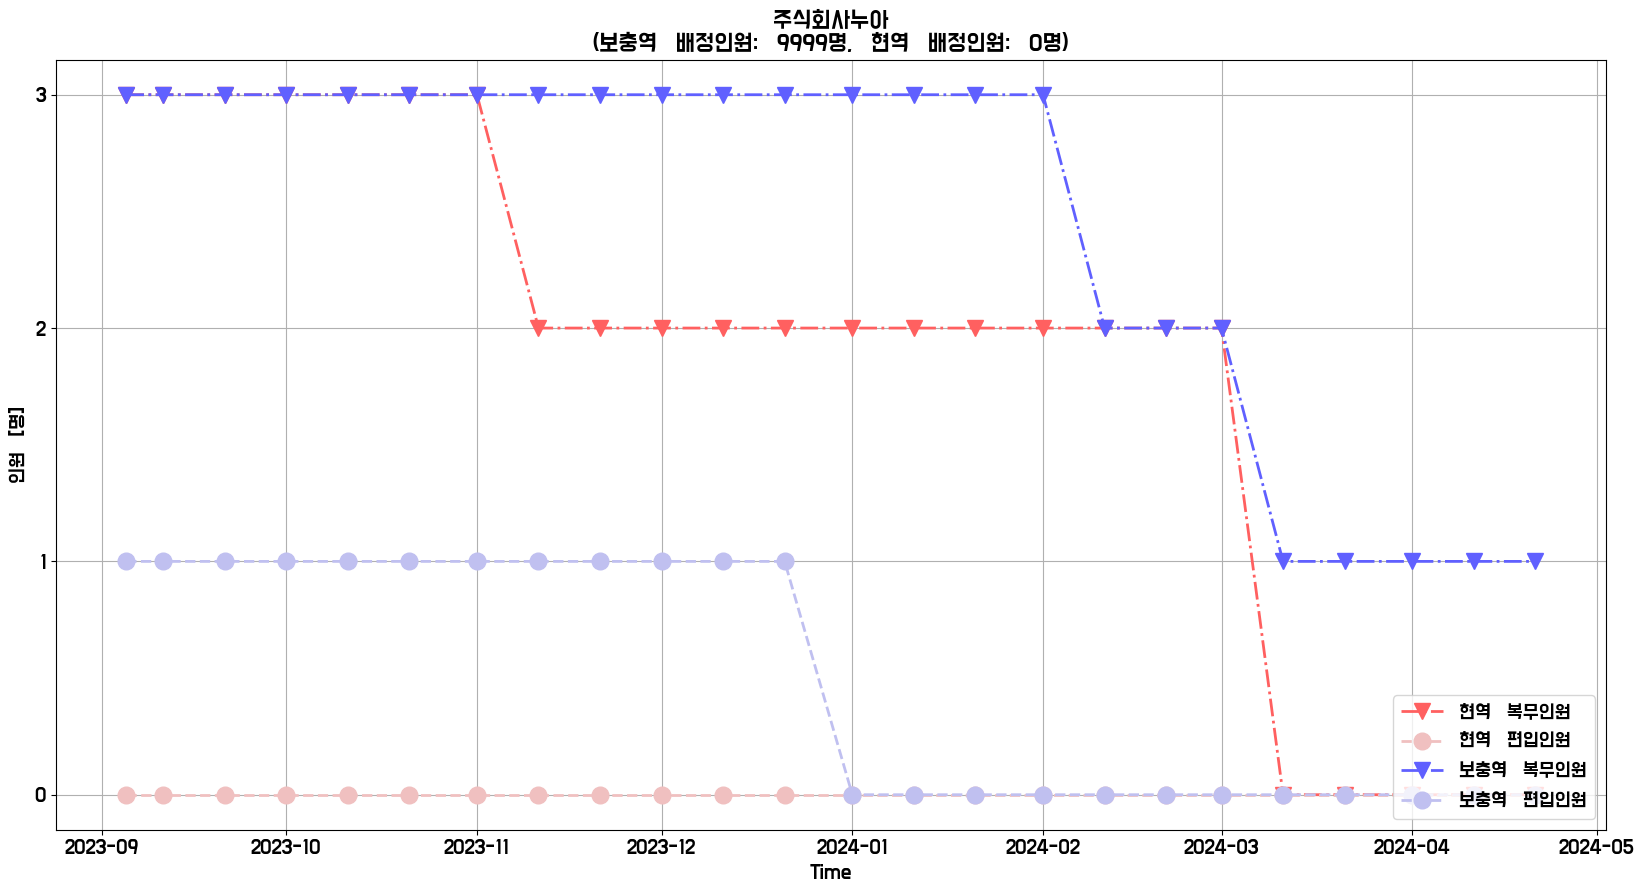 주식회사누아
(보충역 배정인원: 9999명, 현역 배정인원: 0명)
인원 [명]
3
2
1
0
2023-09 2023-10 2023-11 2023-12 2024-01 2024-02 2024-03 2024-04 2024-05
Time
현역 복무인원
현역 편입인원
보충역 복무인원
보충역 편입인원